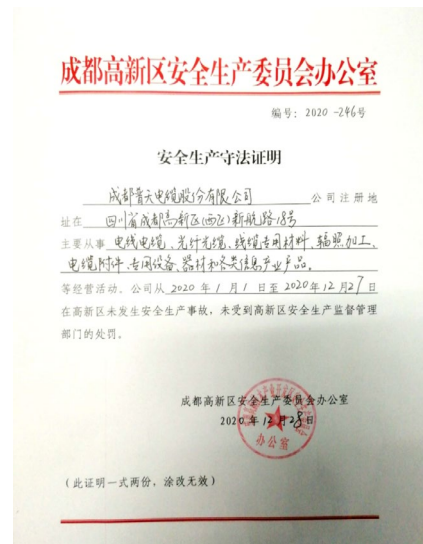 成都高新区安全生产委员会办公室
编号：2020-246号
安全生产守法证明
成都普天电缆股份有限公司 公司注册地
址在 四川省成都高新区(西区)新航路18号
主要从事 电线电缆、光纤光缆、线缆专用材料、辐照加工、
电缆附件、专用设备、器材和各类信息产业产品。
等经营活动。公司从 2020 年 1 月 1 日至 2020 年 12 月 27 日
在高新区未发生安全生产事故，未受到高新区安全生产监督管理
部门的处罚。
成都高新区安全生产委员会办公室
2020 年 12 月 28 日
办公室
（此证明一式两份，涂改无效）